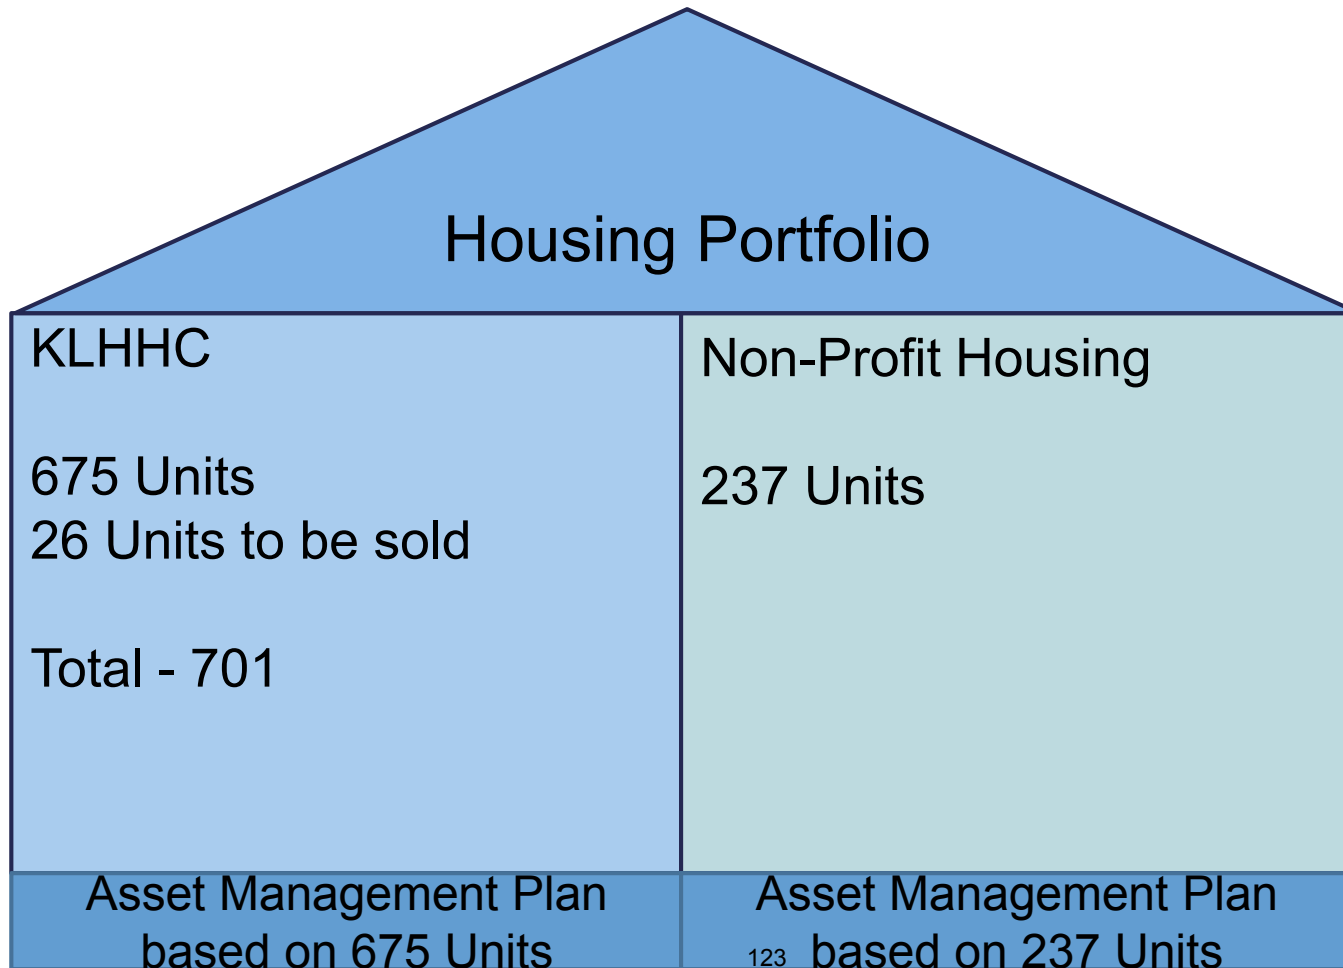 Housing Portfolio
KLHHC
675 Units
26 Units to be sold
Total - 701
Non-Profit Housing
237 Units
Asset Management Plan
based on 675 Units
Asset Management Plan
based on 237 Units
123